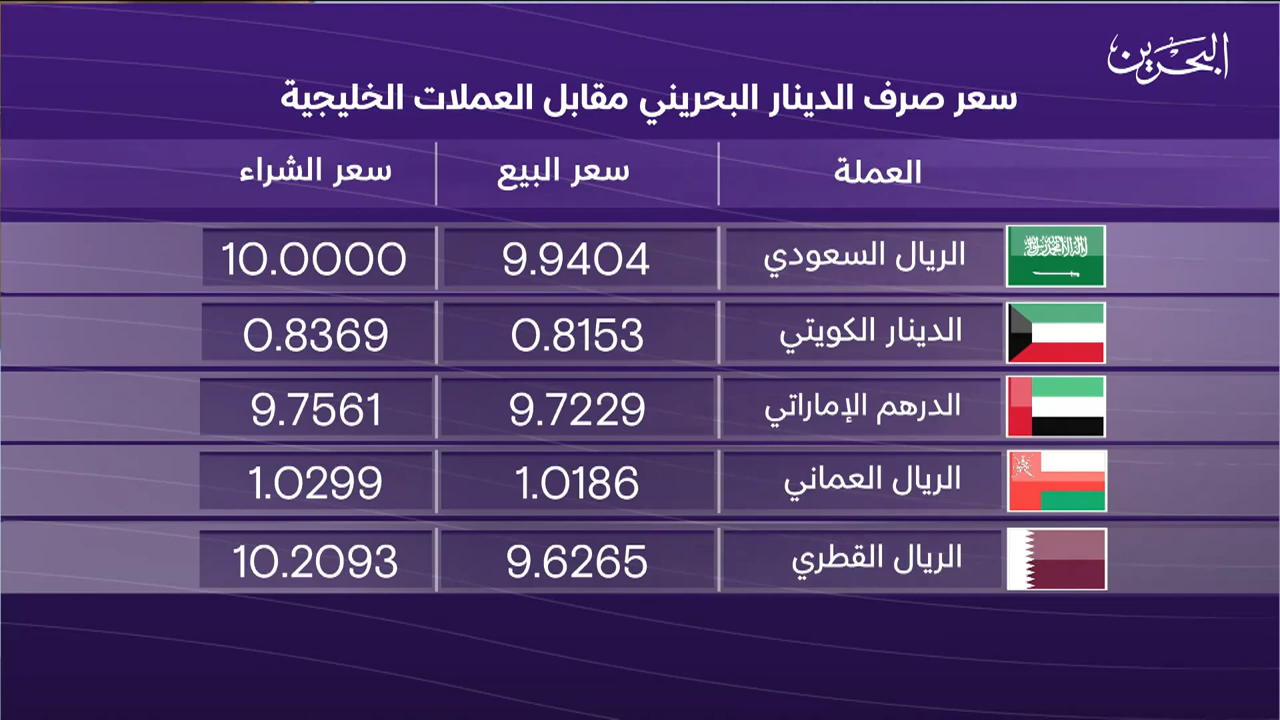 البحرين
سعر صرف الدينار البحريني مقابل العملات الخليجية
العملة سعر البيع سعر الشراء
الريال السعودي 9.9404 10.0000
الدينار الكويتي 0.8153 0.8369
الدرهم الإماراتي 9.7229 9.7561
الريال العماني 1.0186 1.0299
الريال القطري 9.6265 10.2093